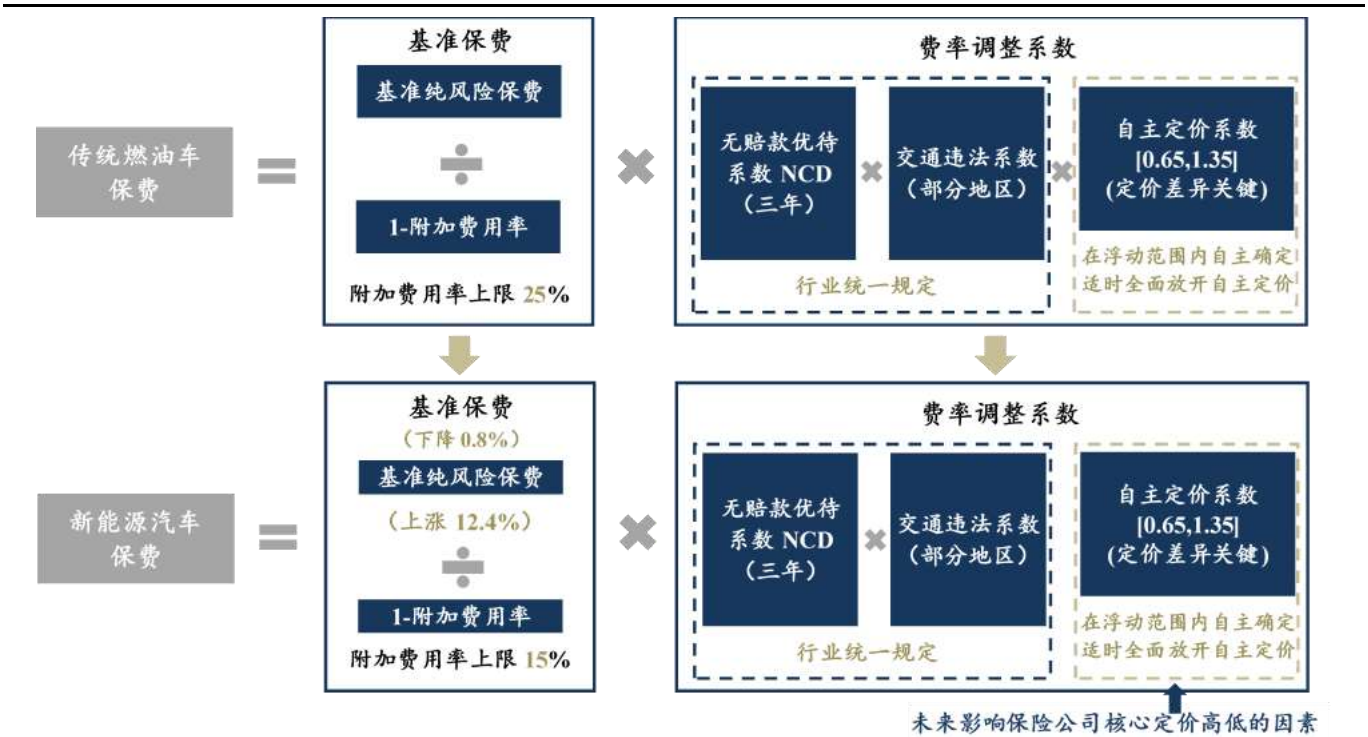 传统燃油车
保费
基准保费
基准纯风险保费
1-附加费用率
附加费用率上限 25%
费率调整系数
无赔款优待
系数 NCD
（三年）
交通违法系数
（部分地区）
自主定价系数
[0.65,1.35]
(定价差异关键)
行业统一规定
在浮动范围内自主确定
适时全面放开自主定价
新能源汽车
保费
基准保费
（下降 0.8%）
基准纯风险保费
（上涨 12.4%）
1-附加费用率
附加费用率上限 15%
费率调整系数
无赔款优待
系数 NCD
（三年）
交通违法系数
（部分地区）
自主定价系数
[0.65,1.35]
(定价差异关键)
行业统一规定
在浮动范围内自主确定
适时全面放开自主定价
未来影响保险公司核心定价高低的因素